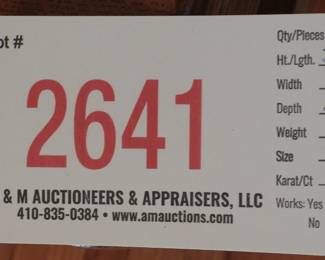 ot #
2641
& M AUCTIONEERS & APPRAISERS, LLC
410-835-0384 • www.amauctions.com
Qty/Pieces
Ht./Lgth.
Width
Depth
Weight
Size
Karat/Ct
Works: Yes
No